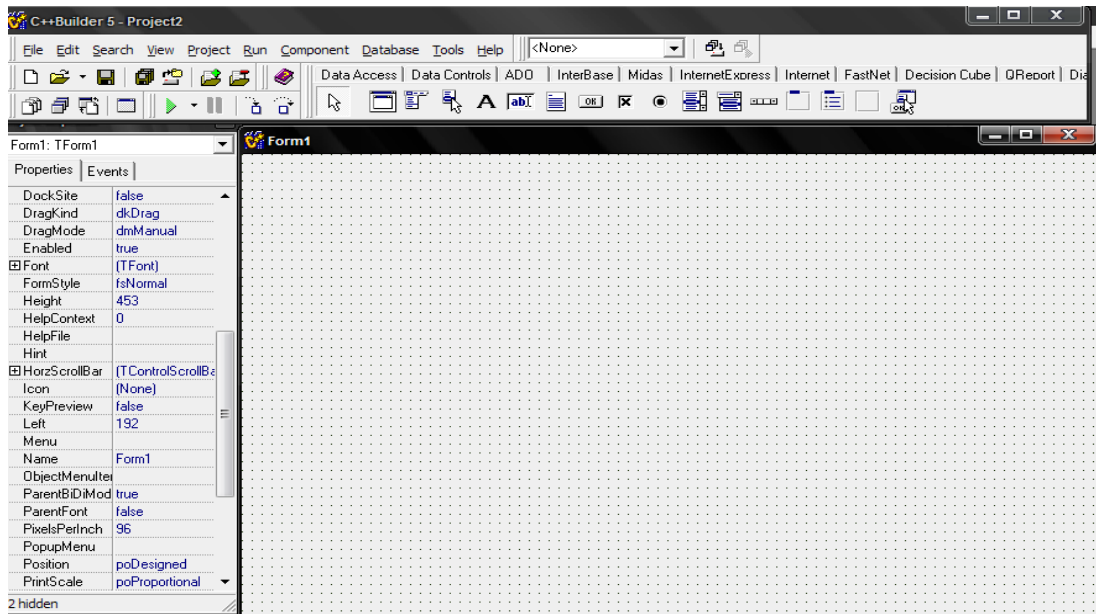 C++Builder 5 - Project2
File Edit Search View Project Run Component Database Tools Help <None>
Data Access Data Controls ADO InterBase Midas InternetExpress Internet FastNet Decision Cube QReport Dia
Form1: TForm1
Form1
Properties Events
DockSite false
DragKind dkDrag
DragMode dmManual
Enabled true
Font (TFont)
FormStyle fsNormal
Height 453
HelpContext 0
HelpFile
Hint
HorzScrollBar (TControlScrollBa
Icon (None)
KeyPreview false
Left 192
Menu
Name Form1
ObjectMenuIte
ParentBiDiMod true
ParentFont false
PixelsPerInch 96
PopupMenu
Position poDesigned
PrintScale poProportional
2 hidden